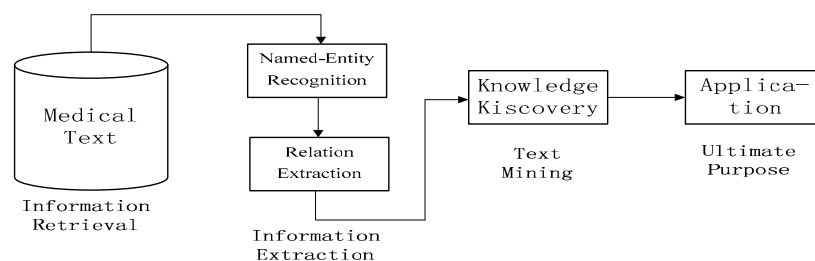 Medical
Text
Information
Retrieval
Named-Entity
Recognition
Relation
Extraction
Information
Extraction
Knowledge
Kiscovery
Text
Mining
Applica-
tion
Ultimate
Purpose